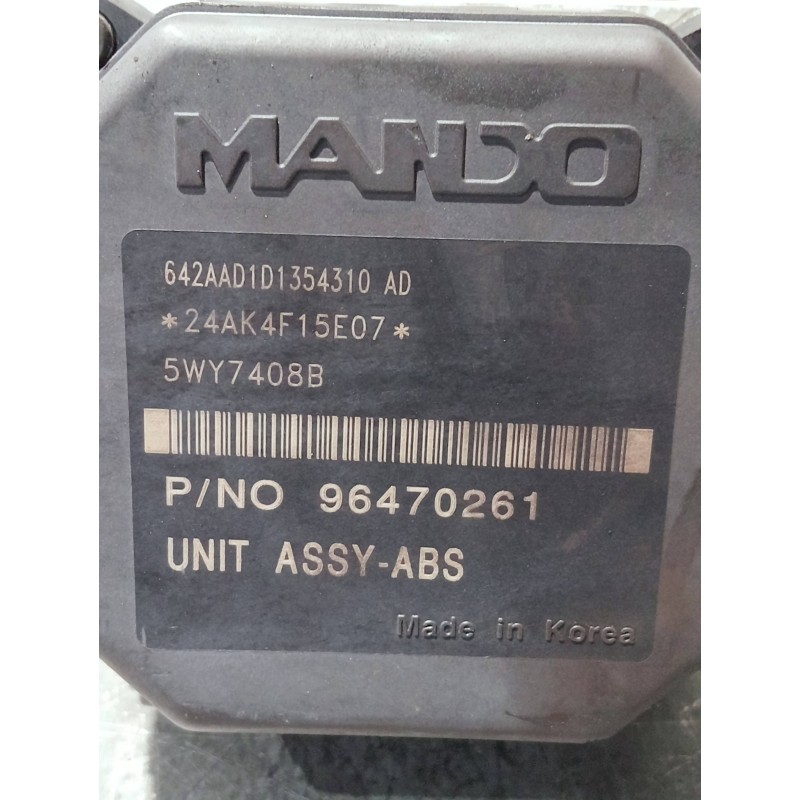 MANDO
642AAD1D1354310 AD
*24AK4F15E07*
5WY7408B
P/NO 96470261
UNIT ASSY-ABS
Made in Korea